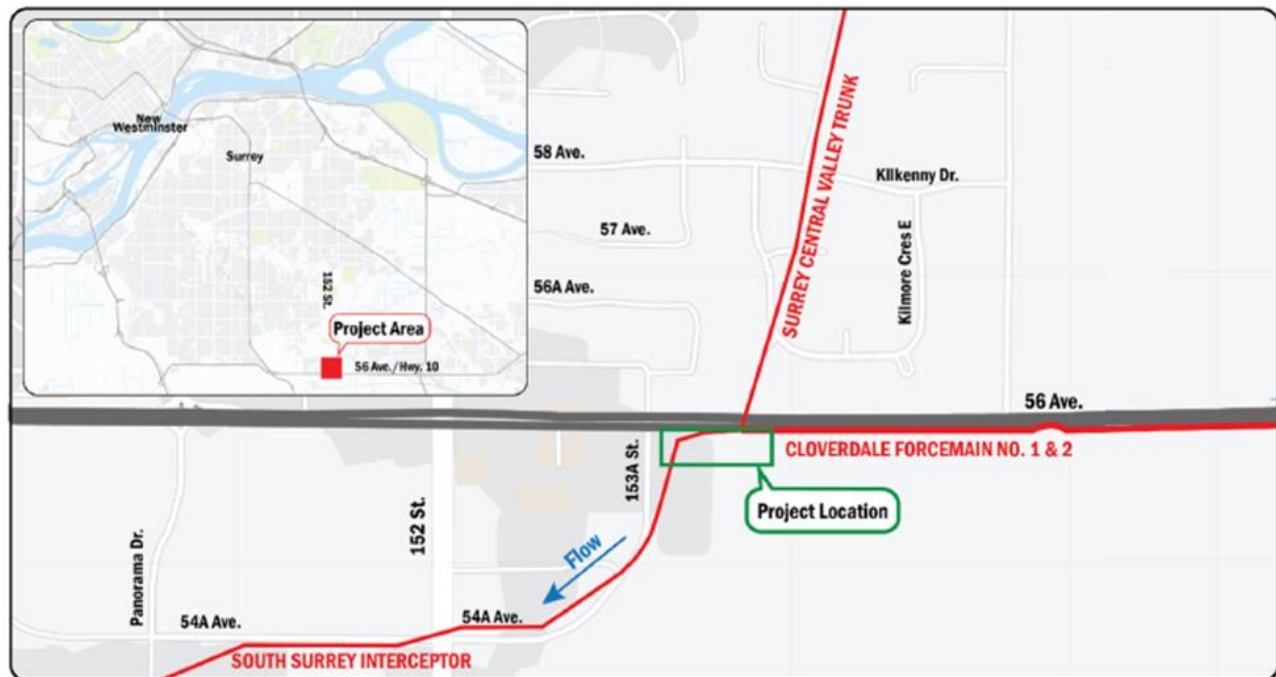 New
Westminster
Surrey
152 St.
Project Area
56 Ave./Hwy. 10
58 Ave.
57 Ave.
56A Ave.
SURREY CENTRAL VALLEY TRUNK
Kilkenny Dr.
Kilmore Cres E
56 Ave.
CLOVERDALE FORCEMAIN NO. 1 & 2
153A St.
Project Location
152 St.
Flow
Panorama Dr.
54A Ave.
54A Ave.
SOUTH SURREY INTERCEPTOR